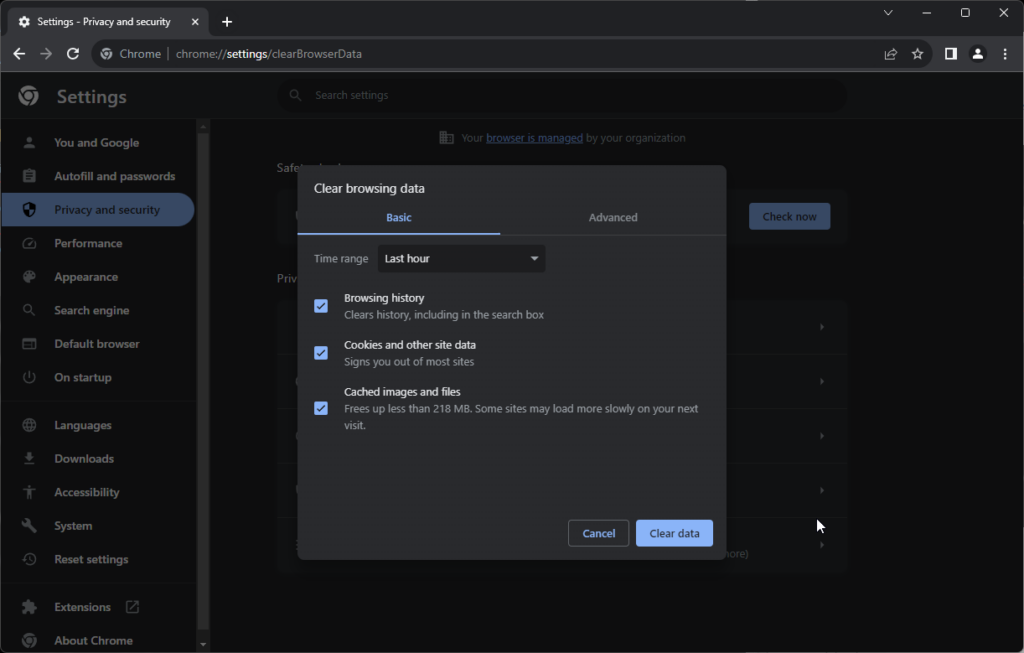 Settings - Privacy and security
Chrome
chrome://settings/clearBrowserData
Settings
Search settings
Your browser is managed by your organization
You and Google
Autofill and passwords
Privacy and security
Performance
Appearance
Search engine
Default browser
On startup
Languages
Downloads
Accessibility
System
Reset settings
Extensions
About Chrome
Check now
Clear browsing data
Basic
Advanced
Time range
Last hour
Browsing history
Clears history, including in the search box
Cookies and other site data
Signs you out of most sites
Cached images and files
Frees up less than 218 MB. Some sites may load more slowly on your next
visit.
Cancel
Clear data